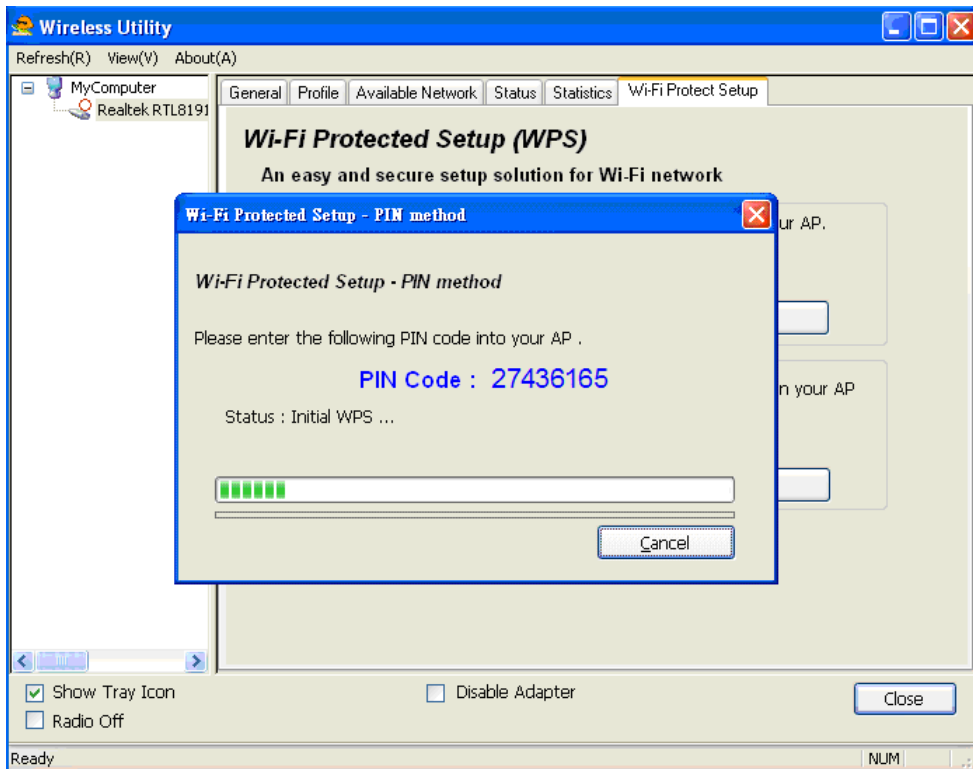 Wireless Utility
Refresh(R) View(V) About(A)
MyComputer
Realtek RTL8191
General Profile Available Network Status Statistics Wi-Fi Protect Setup
Wi-Fi Protected Setup (WPS)
An easy and secure setup solution for Wi-Fi network
ur AP.
n your AP
Wi-Fi Protected Setup - PIN method
Wi-Fi Protected Setup - PIN method
Please enter the following PIN code into your AP .
PIN Code : 27436165
Status : Initial WPS ...
Cancel
Show Tray Icon
Disable Adapter
Close
Radio Off
Ready
NUM